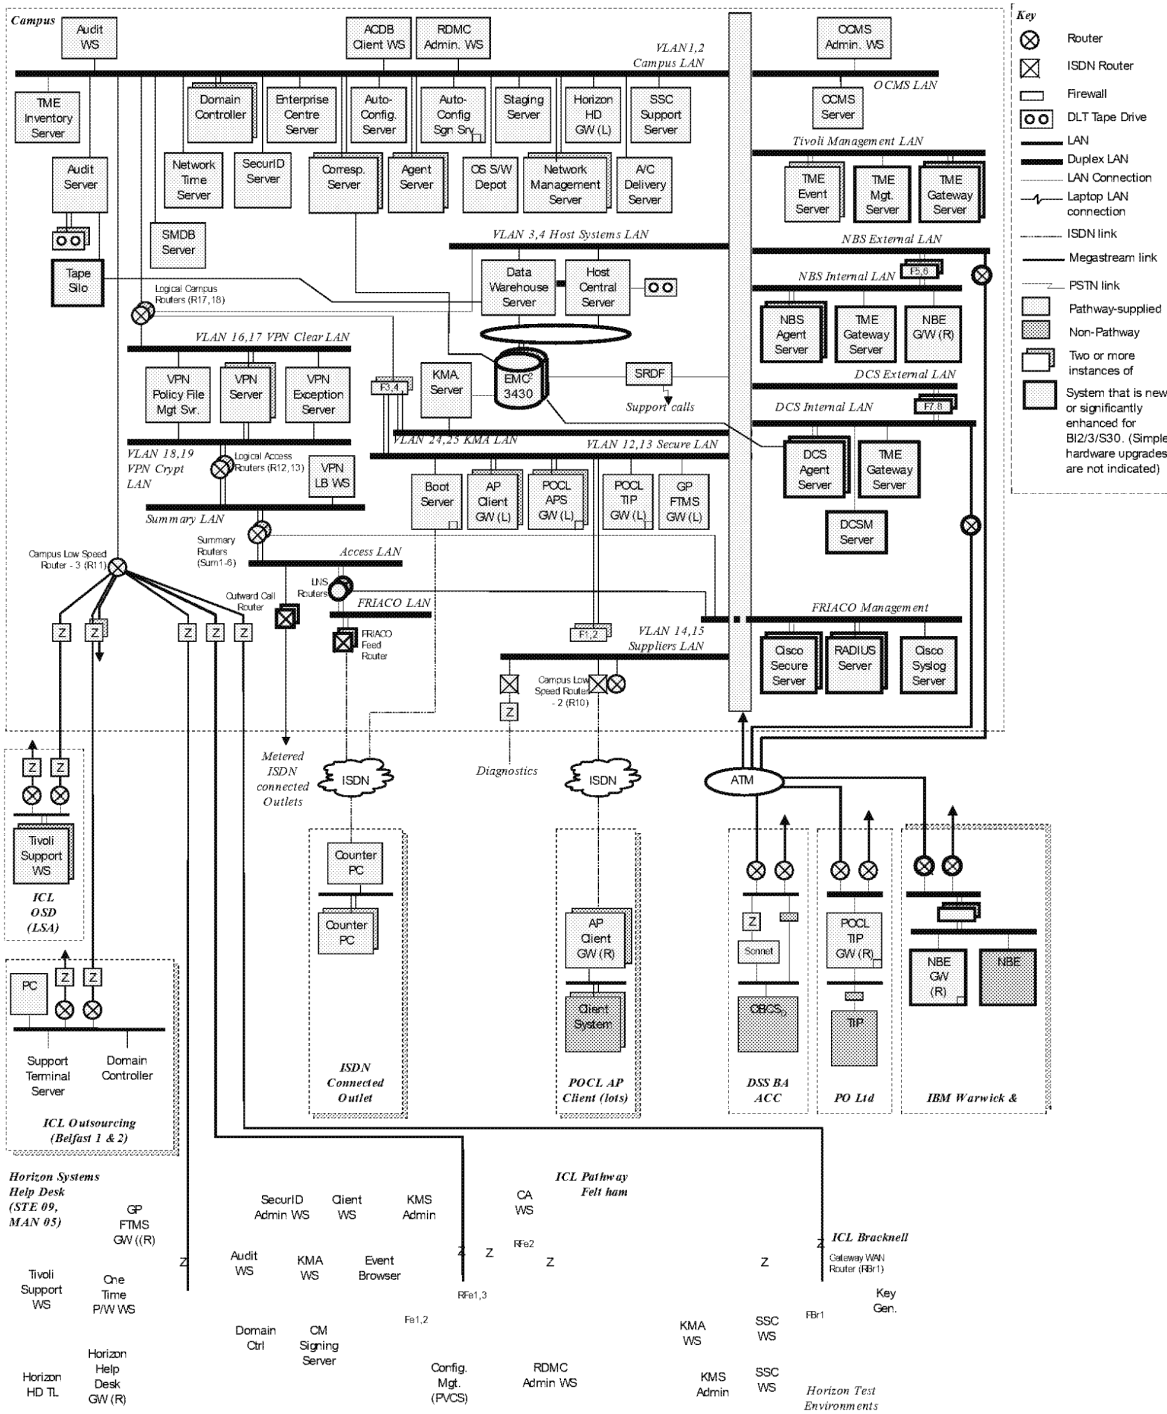 Campus
Audit
WS
ACDB
Client WS
RDMC
Admin. WS
VLAN1,2
Campus LAN
OCMS
Admin. WS
OCMS LAN
TME
Inventory
Server
Domain
Controller
Enterprise
Centre
Server
Auto-
Config.
Server
Auto-
Config
Sgn Srv
Staging
Server
Horizon
HD
GW (L)
SSC
Support
Server
OCMS
Server
Tivoli Management LAN
Audit
Server
Network
Time
Server
SecurID
Server
Corresp.
Server
Agent
Server
OS S/W
Depot
Network
Management
Server
A/C
Delivery
Server
TME
Event
Server
TME
Mgt.
Server
TME
Gateway
Server
SMDB
Server
Tape
Silo
VLAN 3,4 Host Systems LAN
NBS External LAN
F5,6
NBS Internal LAN
Data
Warehouse
Server
Host
Central
Server
Logical Campus
Routers (R17,18)
NBS
Agent
Server
TME
Gateway
Server
NBE
G/W (R)
VLAN 16,17 VPN Clear LAN
VPN
Policy File
Mgt Svr.
VPN
Server
VPN
Exception
Server
F3,4
KMA.
Server
EMC²
3430
SRDF
Support calls
DCS External LAN
F7,8
DCS Internal LAN
VLAN 24,25 KMA LAN
VLAN 12,13 Secure LAN
VLAN 18,19
VPN Crypt
LAN
Logical Access
Routers (R12,13)
VPN
LB WS
Boot
Server
AP
Client
GW (L)
POCL
APS
GW (L)
POCL
TIP
GW (L)
GP
FTMS
GW (L)
DCS
Agent
Server
TME
Gateway
Server
DCSM
Server
Summary LAN
Summary
Routers
(Sum1-6)
Access LAN
Campus Low Speed
Router - 3 (R11)
Outward Call
Router
LNS
Routers
FRIACO LAN
FRIACO
Feed
Router
F1,2
VLAN 14,15
Suppliers LAN
FRIACO Management
Cisco
Secure
Server
RADIUS
Server
Cisco
Syslog
Server
Z
Z
Z
Z
Z
Campus Low
Speed Router
- 2 (R10)
Z
Metered
ISDN
connected
Outlets
ISDN
Diagnostics
ISDN
ATM
Z
Z
Tivoli
Support
WS
ICL
OSD
(LSA)
Counter
PC
Counter
PC
ISDN
Connected
Outlet
AP
Client
GW (R)
Client
System
POCL AP
Client (lots)
Z
Sonnet
OBCS
DSS BA
ACC
POCL
TIP
GW (R)
TIP
PO Ltd
NBE
GW
(R)
NBE
IBM Warwick &
PC
Z
Z
Support
Terminal
Server
Domain
Controller
ICL Outsourcing
(Belfast 1 & 2)
Horizon Systems
Help Desk
(STE 09,
MAN 05)
GP
FTMS
GW ((R)
Z
Tivoli
Support
WS
One
Time
P/W WS
Horizon
HD TL
Horizon
Help
Desk
GW (R)
SecurID
Admin WS
Client
WS
KMS
Admin
CA
WS
ICL Pathway
Felt ham
RFe2
Audit
WS
KMA
WS
Event
Browser
Z
Z
Z
RFe1,3
Fe1,2
Domain
Ctrl
CM
Signing
Server
Config.
Mgt.
(PVCS)
RDMC
Admin WS
Z
Z
ICL Bracknell
Gateway WAN
Router (RBr1)
Key
Gen.
FBr1
KMA
WS
SSC
WS
KMS
Admin
SSC
WS
Horizon Test
Environments
Key
Router
ISDN Router
Firewall
DLT Tape Drive
LAN
Duplex LAN
LAN Connection
Laptop LAN
connection
ISDN link
Megastream link
PSTN link
Pathway-supplied
Non-Pathway
Two or more
instances of
System that is new
or significantly
enhanced for
BI2/3/S30. (Simple
hardware upgrades
are not indicated)